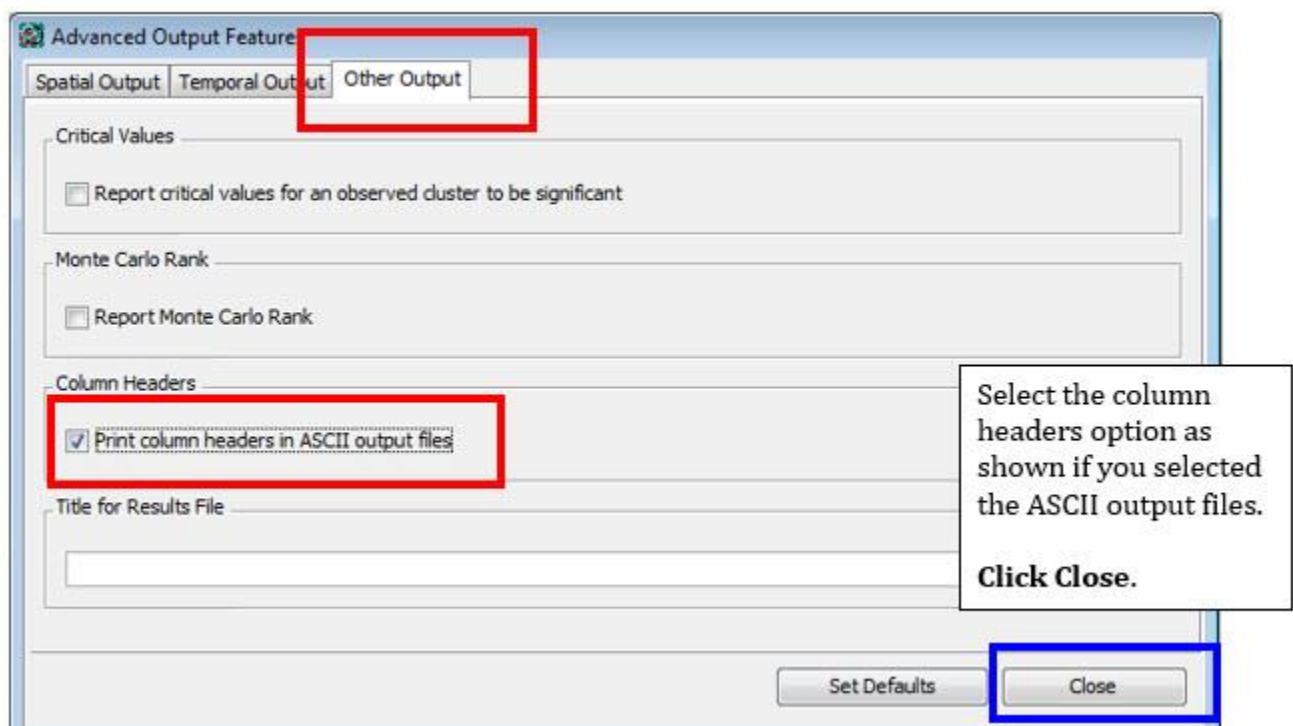 Advanced Output Feature
Spatial Output Temporal Output Other Output
Critical Values
Report critical values for an observed cluster to be significant
Monte Carlo Rank
Report Monte Carlo Rank
Column Headers
Print column headers in ASCII output files
Title for Results File
Select the column
headers option as
shown if you selected
the ASCII output files.
Click Close.
Set Defaults Close